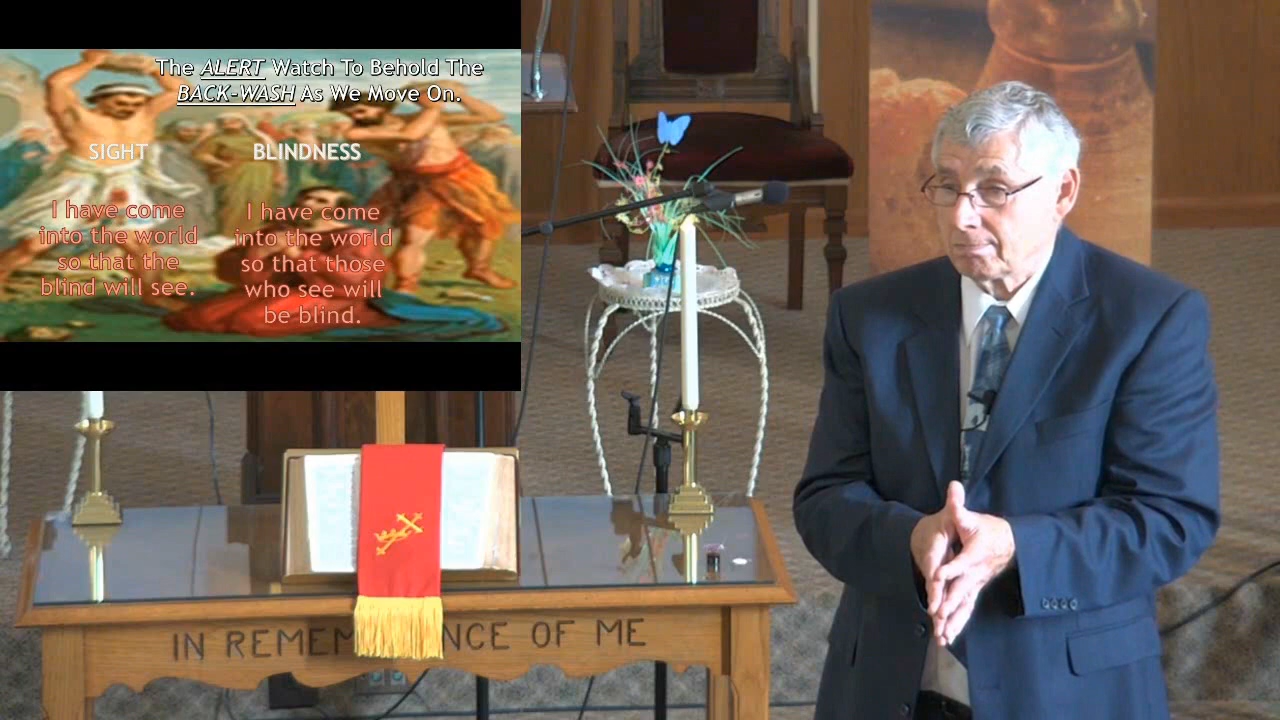 The ALERT Watch To Behold The
BACK-WASH As We Move On.
SIGHT
BLINDNESS
I have come
into the world
so that the
blind will see.
I have come
into the world
so that those
who see will
be blind.
IN REMEM NCE OF ME